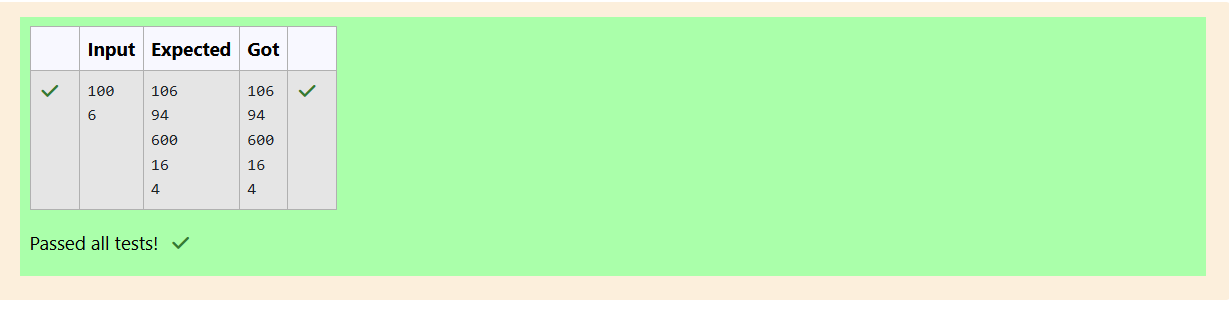 Input Expected Got
100 106 106
6 94 94
600 600
16 16
4 4
Passed all tests!